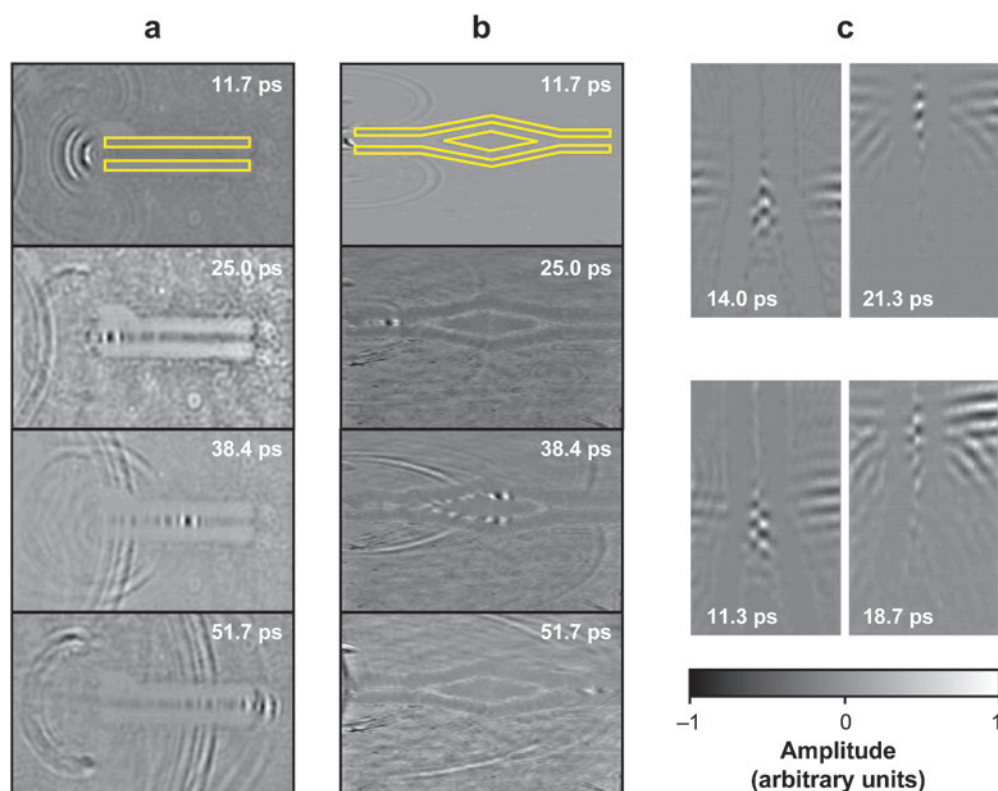 a
11.7 ps
25.0 ps
38.4 ps
51.7 ps
b
11.7 ps
25.0 ps
38.4 ps
51.7 ps
c
14.0 ps
21.3 ps
11.3 ps
18.7 ps
–1
0
1
Amplitude
(arbitrary units)